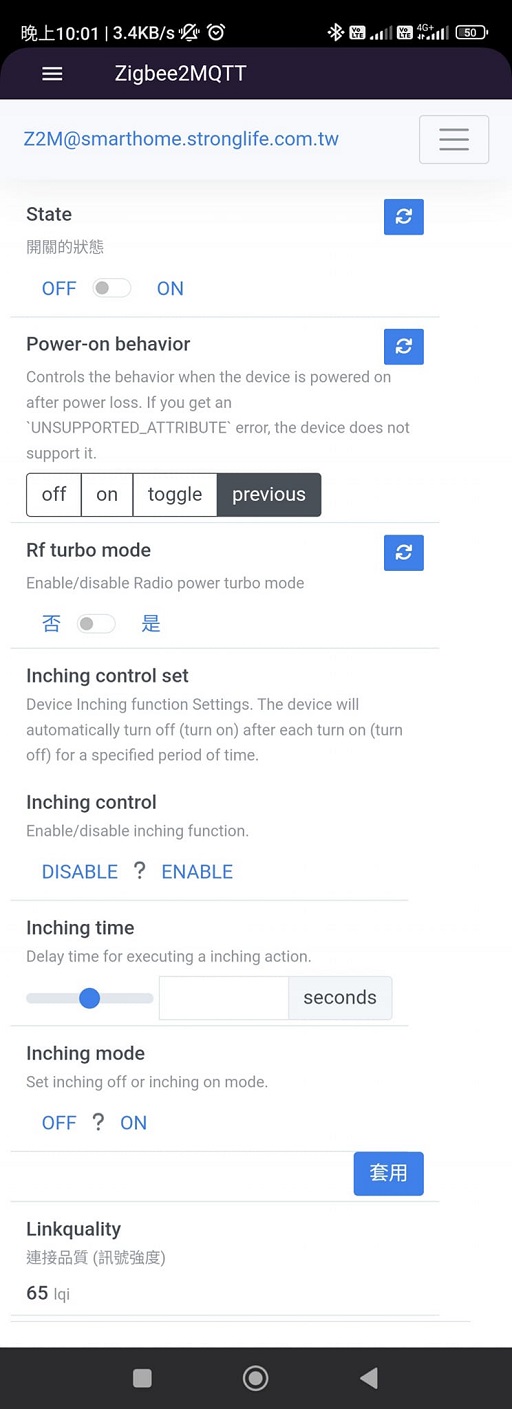 晚上10:01 | 3.4KB/s
Vo LTE Vo LTE 4G+ 50
Zigbee2MQTT
Z2M@smarthome.stronglife.com.tw
State
開關的狀態
OFF ON
Power-on behavior
Controls the behavior when the device is powered on
after power loss. If you get an
`UNSUPPORTED_ATTRIBUTE` error, the device does not
support it.
off on toggle previous
Rf turbo mode
Enable/disable Radio power turbo mode
否 是
Inching control set
Device Inching function Settings. The device will
automatically turn off (turn on) after each turn on (turn
off) for a specified period of time.
Inching control
Enable/disable inching function.
DISABLE ? ENABLE
Inching time
Delay time for executing a inching action.
seconds
Inching mode
Set inching off or inching on mode.
OFF ? ON
套用
Linkquality
連接品質 (訊號強度)
65 lqi